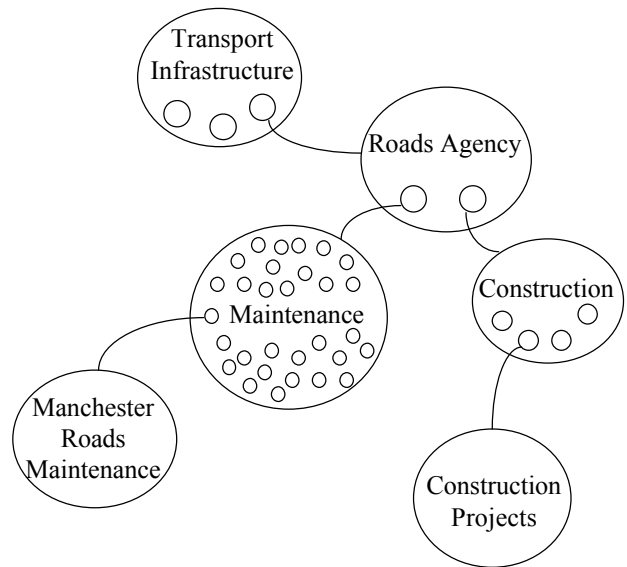 Transport
Infrastructure
Roads Agency
Maintenance
Construction
Manchester
Roads
Maintenance
Construction
Projects